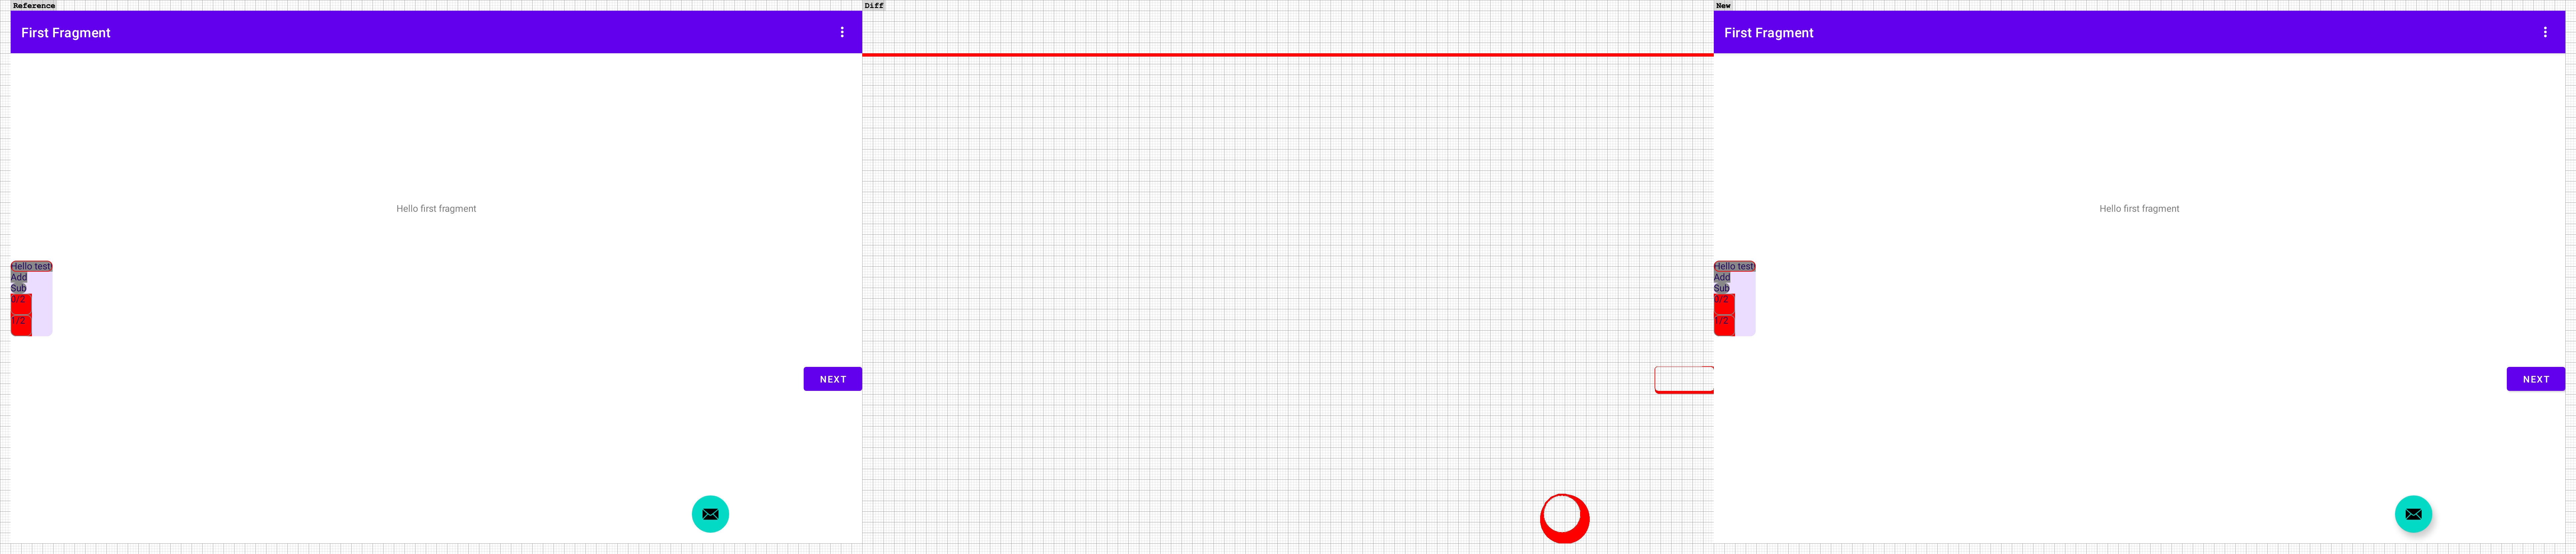 Reference
First Fragment
Hello first fragment
Hello test!
Add
Sub
0/2
1/2
NEXT
Diff
New
First Fragment
Hello first fragment
Hello test!
Add
Sub
0/2
1/2
NEXT